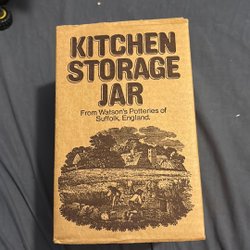 KITCHEN
STORAGE
JAR
From Watson's Potteries of
Suffolk, England.